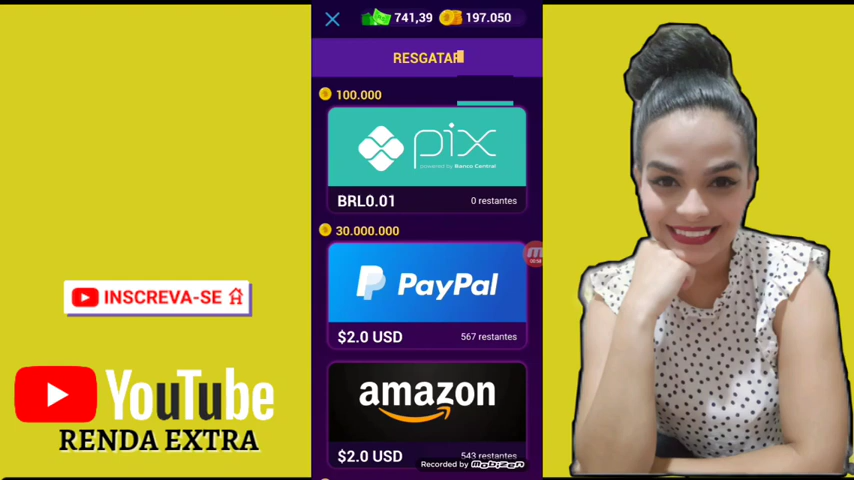 741,39 197.050
RESGATAR
100.000
pix
powered by Banco Central
BRL0.01 0 restantes
30.000.000
PayPal
$2.0 USD 567 restantes
amazon
$2.0 USD 543 restantes
Recorded by mobizen
INSCREVA-SE
YouTube
RENDA EXTRA